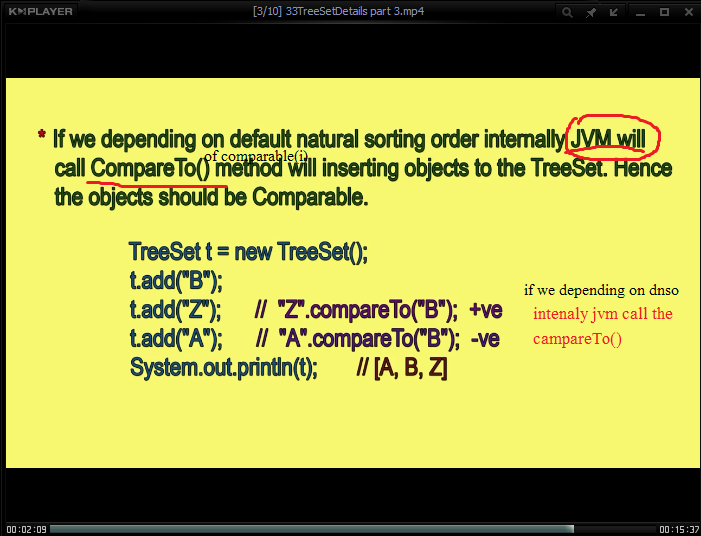 KMPLAYER
[3/10] 33TreeSetDetails part 3.mp4
* If we depending on default natural sorting order internally JVM will
of comparable(i)
call CompareTo() method will inserting objects to the TreeSet. Hence
the objects should be Comparable.
TreeSet t = new TreeSet();
t.add("B");
t.add("Z"); // "Z".compareTo("B"); +ve
t.add("A"); // "A".compareTo("B"); -ve
System.out.println(t); // [A, B, Z]
if we depending on dnso
intenaly jvm call the
campareTo()
00:02:09
00:15:37